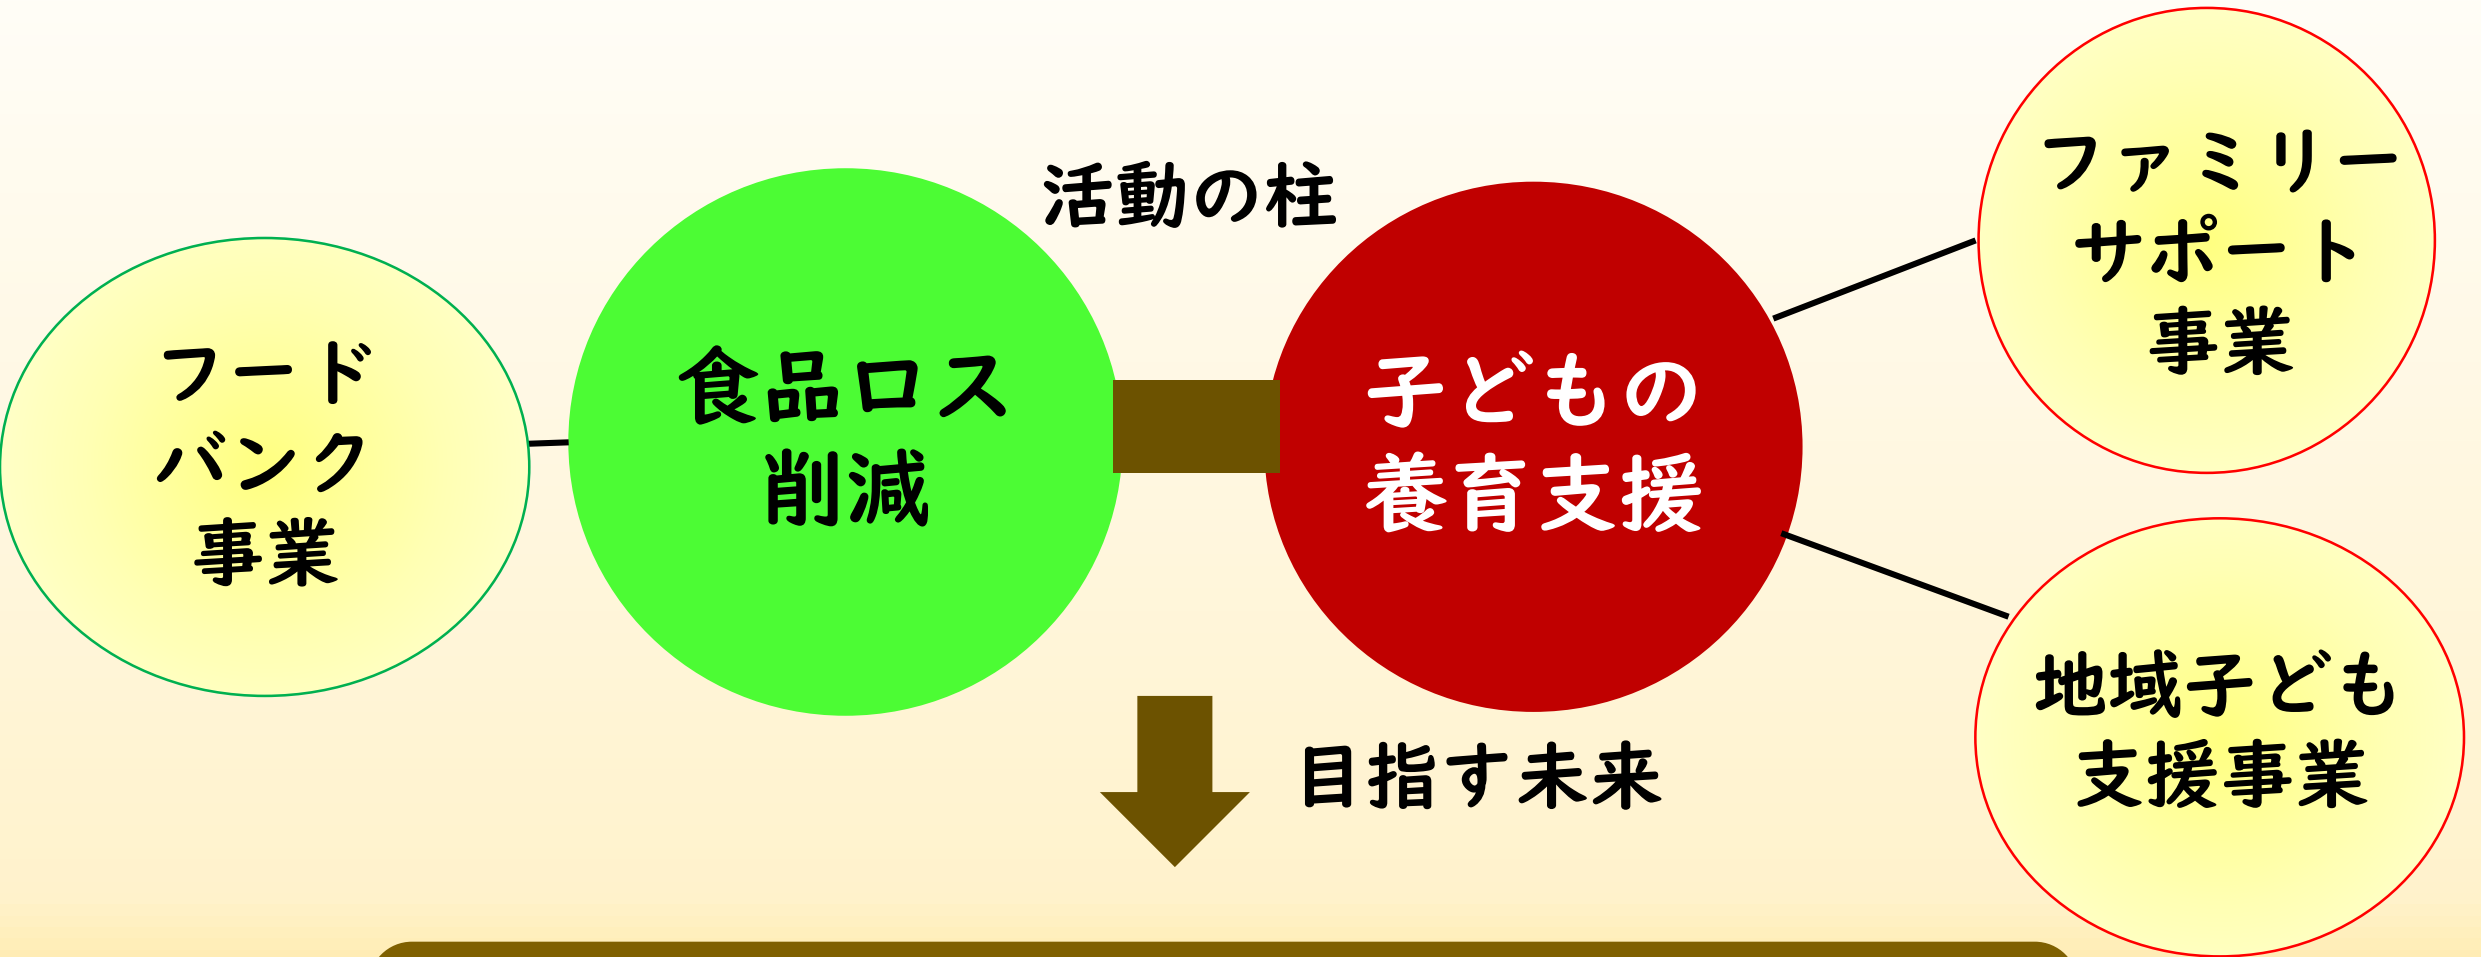 活動の柱
フード
バンク
事業
食品ロス
削減
子どもの
養育支援
ファミリー
サポート
事業
地域子ども
支援事業
目指す未来